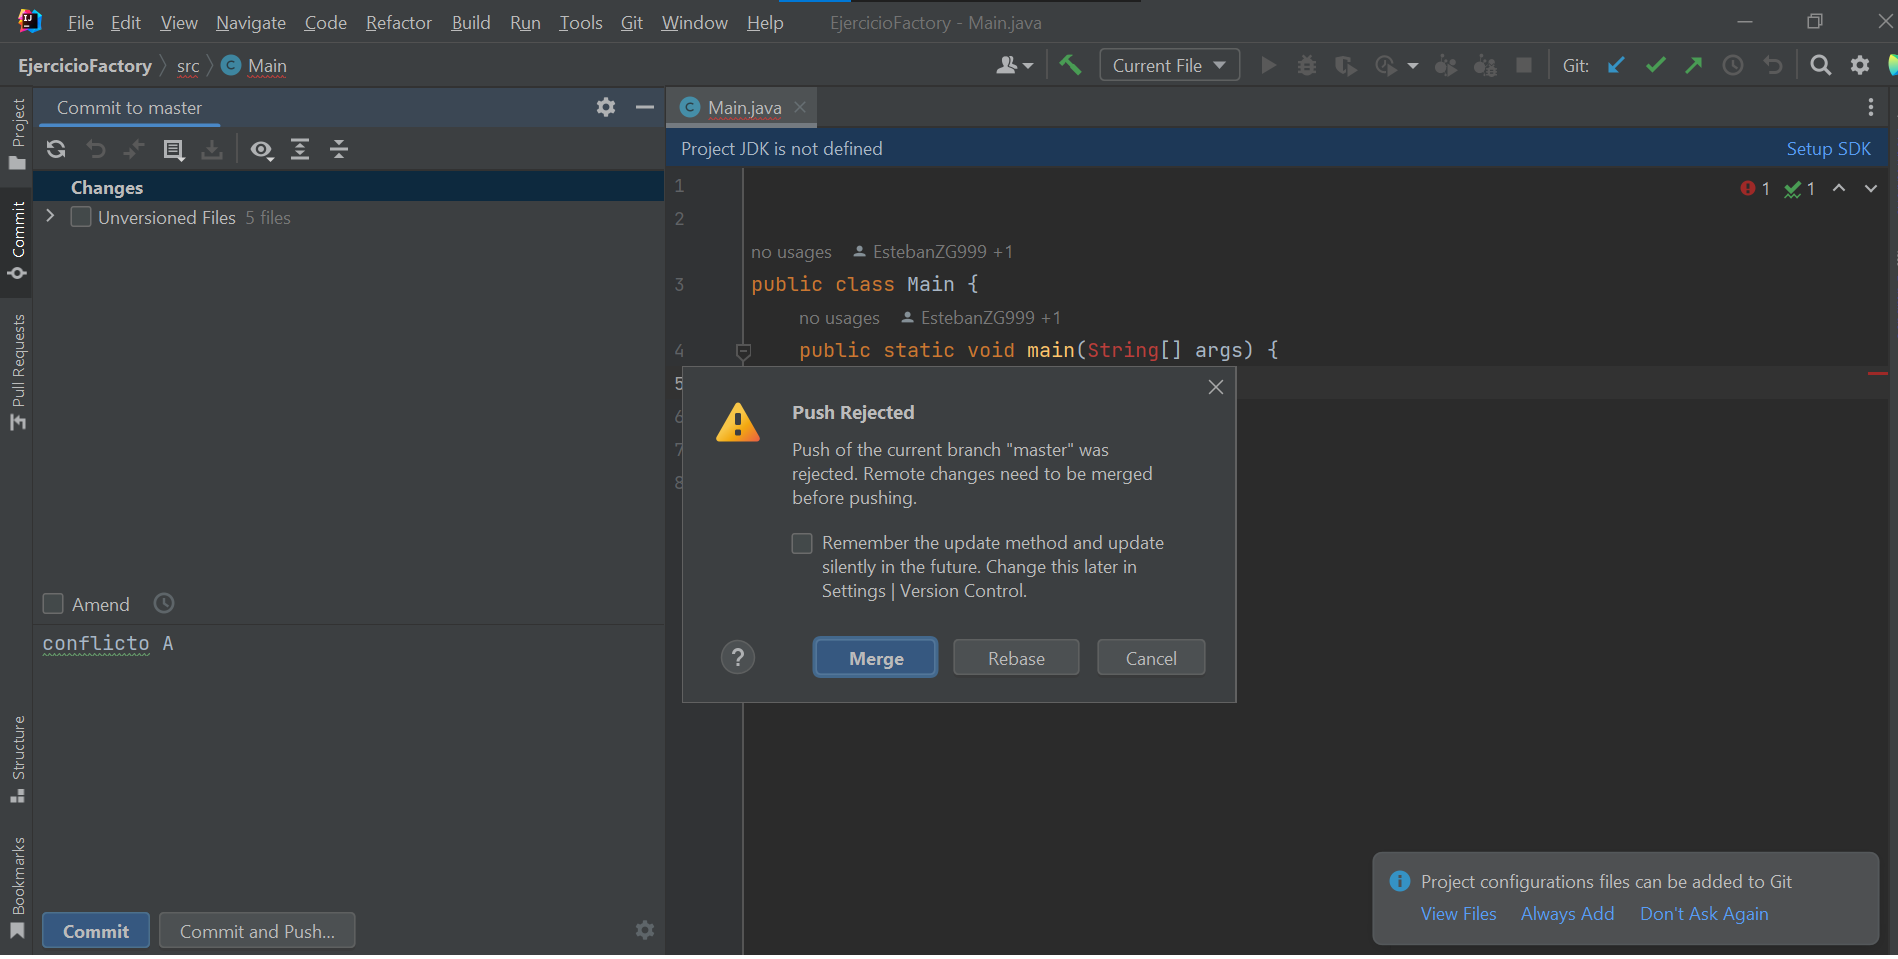 File Edit View Navigate Code Refactor Build Run Tools Git Window Help EjercicioFactory - Main.java
EjercicioFactory src Main
Current File
Git:
Project
Commit
Pull Requests
Structure
Bookmarks
Commit to master
Changes
Unversioned Files 5 files
Amend
conflicto A
Commit
Commit and Push...
Main.java
Project JDK is not defined
Setup SDK
1 1
1
2
no usages EstebanZG999 +1
3 public class Main {
no usages EstebanZG999 +1
4 public static void main(String[] args) {
5
6
7
8
Push Rejected
Push of the current branch "master" was
rejected. Remote changes need to be merged
before pushing.
Remember the update method and update
silently in the future. Change this later in
Settings | Version Control.
?
Merge
Rebase
Cancel
Project configurations files can be added to Git
View Files Always Add Don't Ask Again